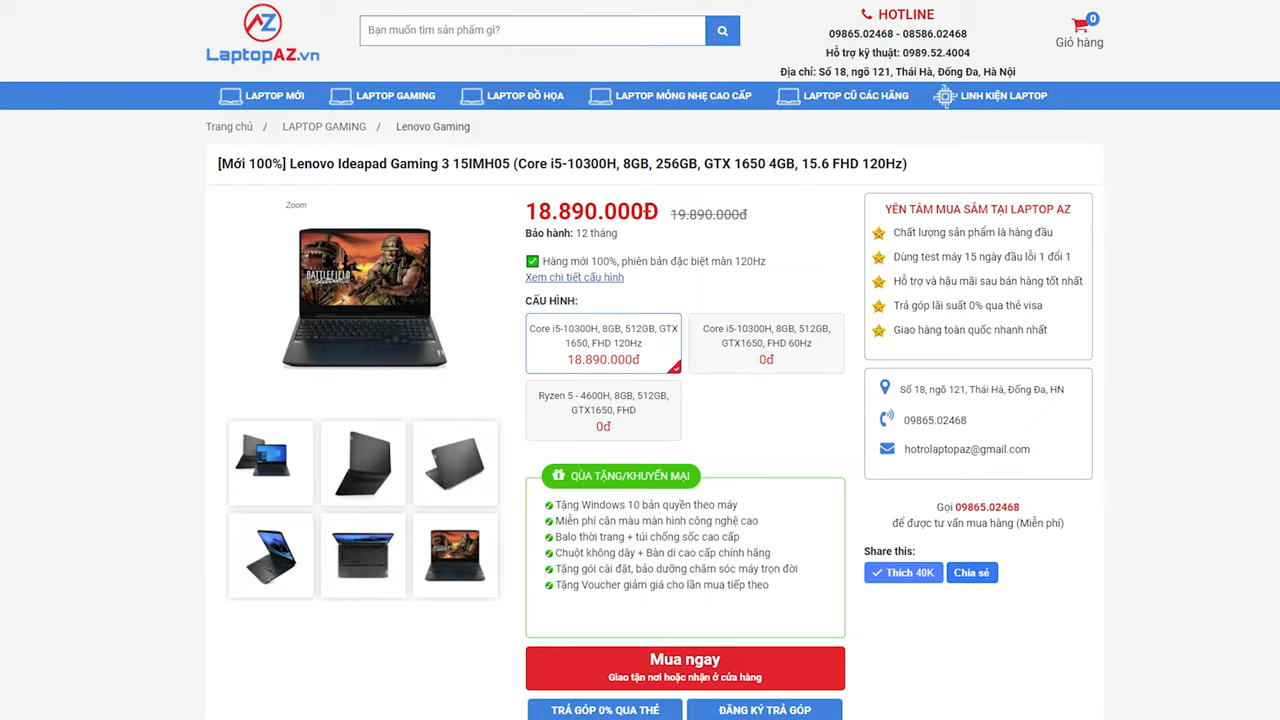 AZ
LaptopAZ.vn
Bạn muốn tìm sản phẩm gì?
HOTLINE
09865.02468 - 08586.02468
Hỗ trợ kỹ thuật: 0989.52.4004
Địa chỉ: Số 18, ngõ 121, Thái Hà, Đống Đa, Hà Nội
0
Giỏ hàng
LAPTOP MỚI
LAPTOP GAMING
LAPTOP ĐỒ HỌA
LAPTOP MỎNG NHẸ CAO CẤP
LAPTOP CŨ CÁC HÃNG
LINH KIỆN LAPTOP
Trang chủ / LAPTOP GAMING / Lenovo Gaming
[Mới 100%] Lenovo Ideapad Gaming 3 15IMH05 (Core i5-10300H, 8GB, 256GB, GTX 1650 4GB, 15.6 FHD 120Hz)
Zoom
BATTLEFIELD
18.890.000Đ 19.890.000đ
Bảo hành: 12 tháng
Hàng mới 100%, phiên bản đặc biệt màn 120Hz
Xem chi tiết cấu hình
CẤU HÌNH:
Core i5-10300H, 8GB, 512GB, GTX
1650, FHD 120Hz
18.890.000đ
Core i5-10300H, 8GB, 512GB,
GTX1650, FHD 60Hz
0đ
Ryzen 5 - 4600H, 8GB, 512GB,
GTX1650, FHD
0đ
QÙA TẶNG/KHUYẾN MẠI
Tặng Windows 10 bản quyền theo máy
Miễn phí cân màu màn hình công nghệ cao
Balo thời trang + túi chống sốc cao cấp
Chuột không dây + Bàn di cao cấp chính hãng
Tặng gói cài đặt, bảo dưỡng chăm sóc máy trọn đời
Tặng Voucher giảm giá cho lần mua tiếp theo
Mua ngay
Giao tận nơi hoặc nhận ở cửa hàng
TRẢ GÓP 0% QUA THẺ
ĐĂNG KÝ TRẢ GÓP
YÊN TÂM MUA SẮM TẠI LAPTOP AZ
Chất lượng sản phẩm là hàng đầu
Dùng test máy 15 ngày đầu lỗi 1 đổi 1
Hỗ trợ và hậu mãi sau bán hàng tốt nhất
Trả góp lãi suất 0% qua thẻ visa
Giao hàng toàn quốc nhanh nhất
Số 18, ngõ 121, Thái Hà, Đống Đa, HN
09865.02468
hotrolaptopaz@gmail.com
Gọi 09865.02468
để được tư vấn mua hàng (Miễn phí)
Share this:
Thích 40K
Chia sẻ